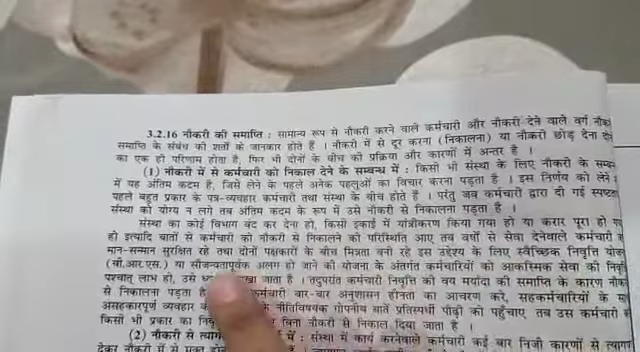 3.2.16 नौकरी की समाप्ति : सामान्य रूप से नौकरी करने वाले कर्मचारी और नौकरी देने वाले वर्ग
समाप्ति के संबंध की शर्तों के जानकार होते हैं । नौकरी में से दूर करना (निकालना) या नौकरी छोड़ देना
का एक ही परिणाम होता है, फिर भी दोनों के बीच की प्रक्रिया और कारणों में अन्तर है ।
(1) नौकरी में से कर्मचारी को निकाल देने के सम्बन्ध में : किसी भी संस्था के लिए नौकरी के
में यह अंतिम कदम है, जिसे लेने के पहले अनेक पहलुओं का विचार करना पड़ता है । इस निर्णय को लेने
पहले बहुत प्रकार के पत्र-व्यवहार कर्मचारी तथा संस्था के बीच होते हैं । परंतु जब कर्मचारी द्वारा दी गई
संस्था को योग्य न लगे तब अंतिम कदम के रूप में उसे नौकरी से निकालना पड़ता है ।
संस्था का कोई विभाग बंद कर देना हो, किसी इकाई में यांत्रीकरण किया गया हो या करार पूरा हो
हो इत्यादि बातों से कर्मचारी को नौकरी से निकालने की परिस्थिति आए तब वर्षों से सेवा देनेवाले कर्मचारी
मान-सम्मान सुरक्षित रहे तथा दोनों पक्षकारों के बीच मित्रता बनी रहे इस उद्देश्य के लिए स्वैच्छिक निवृत्ति
(वी.आर.एस.) या सौजन्यतापूर्वक अलग हो जाने की योजना के अंतर्गत कर्मचारियों को आकस्मिक सेवा की
पश्चात् लाभ हो, उसे जाता है । तदुपरांत कर्मचारी निवृत्ति की वय मर्यादा की समाप्ति के कारण
से निकालना पड़ता है कर्मचारी बार-बार अनुशासन हीनता का आचरण करे, सहकर्मचारियों के
असहकारपूर्ण व्यवहार के नीतिविषयक गोपनीय बातें प्रतिस्पर्धी पीढ़ी को पहुँचाए तब उस कर्मचारी
किसी भी प्रकार का बिना नौकरी से निकाल दिया जाता है ।
(2) नौकरी से में : संस्था में कार्य करनेवाले कर्मचारी कई बार निजी कारणों से
देकर नौकरी में से मुक्त